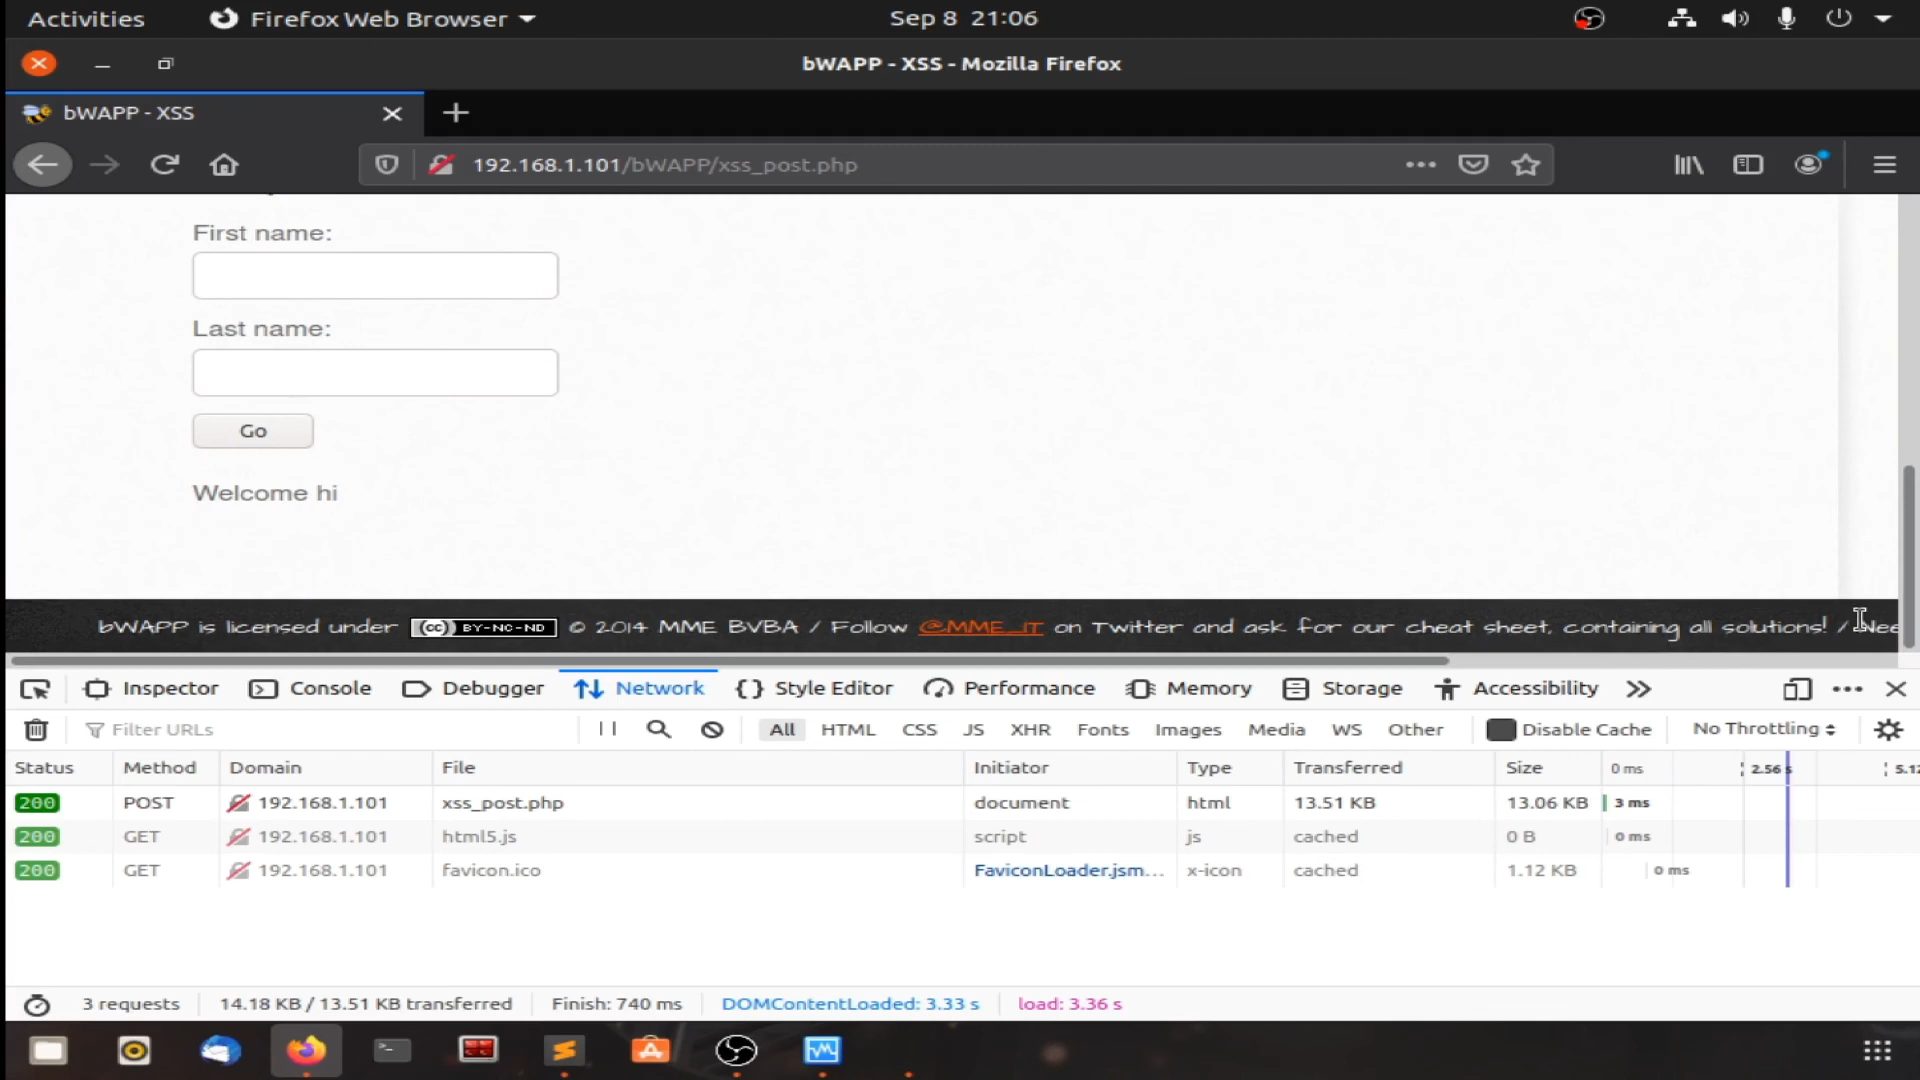 Activities Firefox Web Browser Sep 8 21:06
bWAPP - XSS - Mozilla Firefox
bWAPP - XSS
192.168.1.101/bWAPP/xss_post.php
First name:
Last name:
Go
Welcome hi
bWAPP is licensed under (cc) BY-NC-ND © 2014 MME BVBA / Follow @MME_IT on Twitter and ask for our cheat sheet, containing all solutions! / Nee
Inspector Console Debugger Network Style Editor Performance Memory Storage Accessibility
Filter URLs All HTML CSS JS XHR Fonts Images Media WS Other Disable Cache No Throttling
Status Method Domain File Initiator Type Transferred Size 0 ms 2.56 s 5.12
200 POST 192.168.1.101 xss_post.php document html 13.51 KB 13.06 KB 3 ms
200 GET 192.168.1.101 html5.js script js cached 0 B 0 ms
200 GET 192.168.1.101 favicon.ico FaviconLoader.jsm... x-icon cached 1.12 KB 0 ms
3 requests 14.18 KB / 13.51 KB transferred Finish: 740 ms DOMContentLoaded: 3.33 s load: 3.36 s